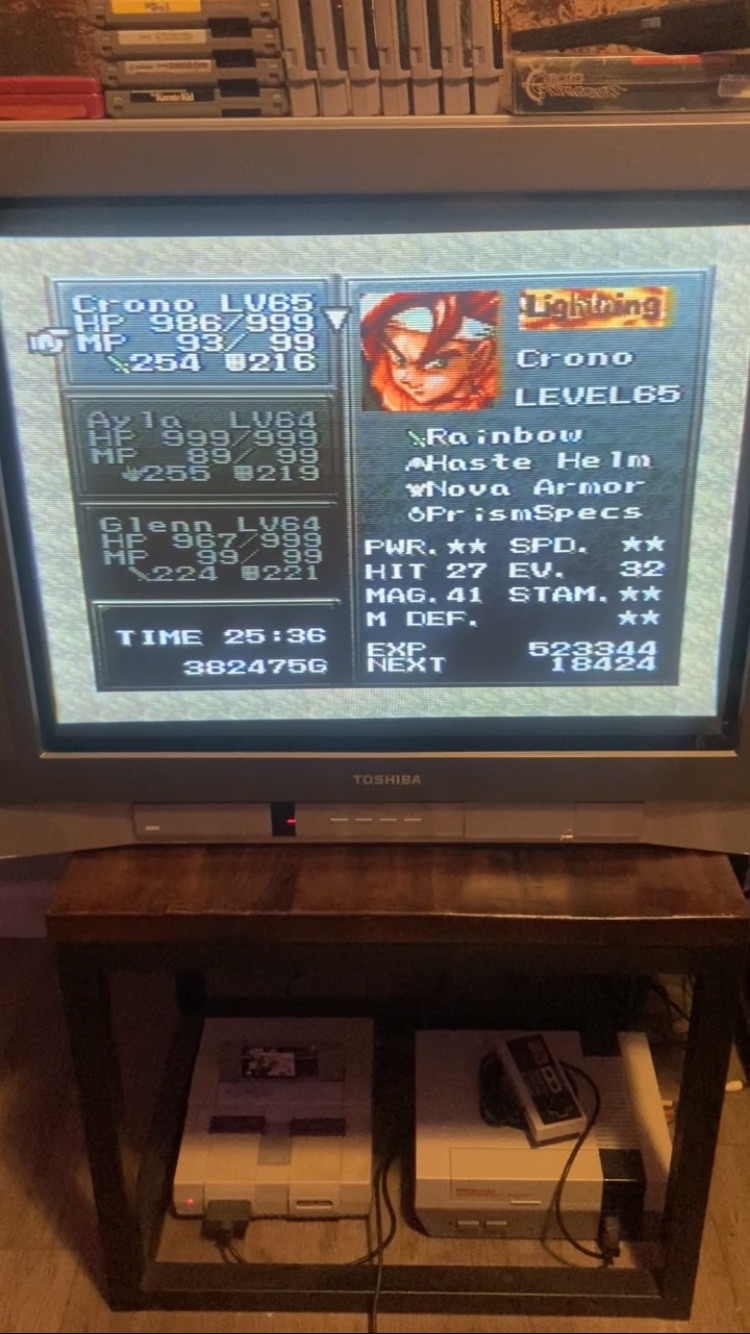 Karate Kid
Crono LV65
HP 986/999
MP 93/ 99
254 216
Ayla LV64
HP 999/999
MP 89/ 99
255 219
Glenn LV64
HP 967/999
MP 99/ 99
224 221
TIME 25:36
382475G
Lightning
Crono
LEVEL65
Rainbow
Haste Helm
Nova Armor
PrismSpecs
PWR.★★ SPD. ★★
HIT 27 EV. 32
MAG.41 STAM.★★
M DEF. ★★
EXP 523344
NEXT 18424
TOSHIBA
Nintendo